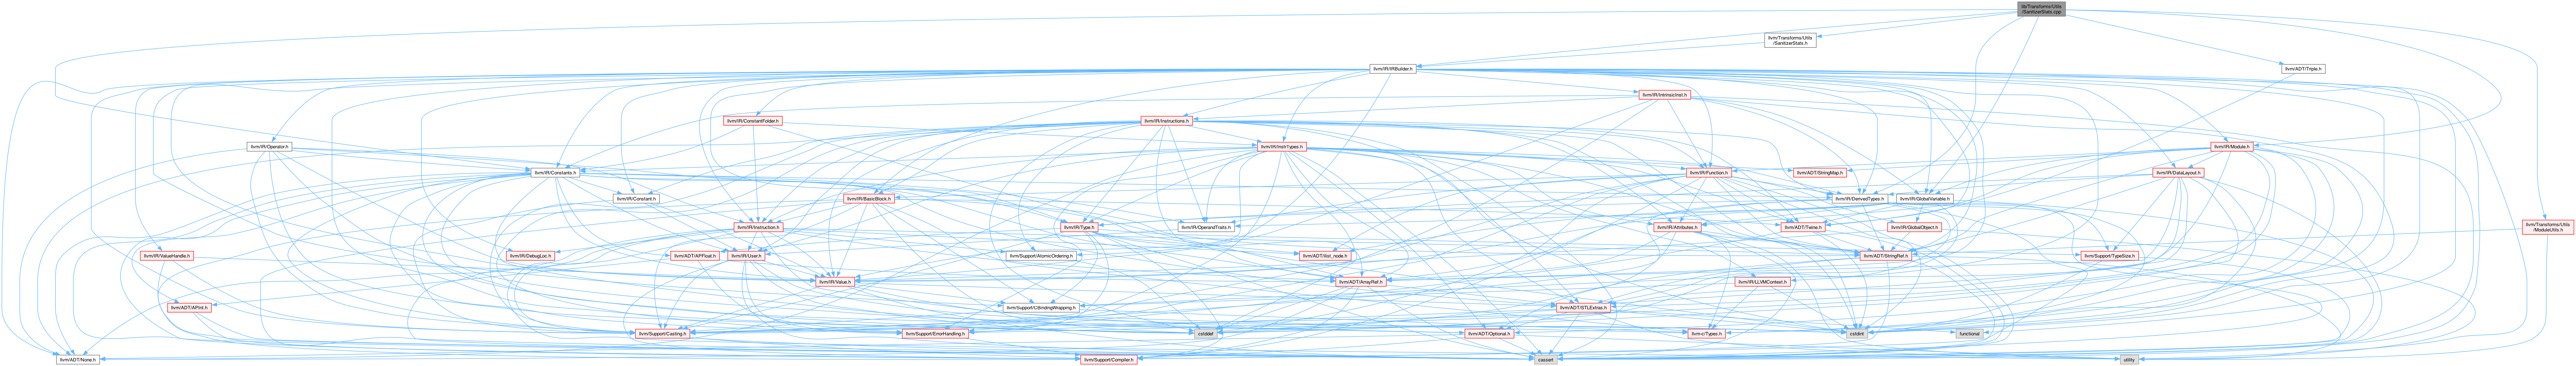 lib/Transforms/Utils
/SanitizerStats.cpp
llvm/Transforms/Utils
/SanitizerStats.h
llvm/IR/IRBuilder.h
llvm/ADT/Triple.h
llvm/IR/IntrinsicInst.h
llvm/IR/ConstantFolder.h
llvm/IR/Instructions.h
llvm/IR/Operator.h
llvm/IR/InstrTypes.h
llvm/IR/Module.h
llvm/IR/Constants.h
llvm/IR/Function.h
llvm/ADT/StringMap.h
llvm/IR/DataLayout.h
llvm/IR/Constant.h
llvm/IR/BasicBlock.h
llvm/IR/DerivedTypes.h
llvm/IR/GlobalVariable.h
llvm/IR/Instruction.h
llvm/IR/Type.h
llvm/IR/OperandTraits.h
llvm/IR/Attributes.h
llvm/ADT/Twine.h
llvm/IR/GlobalObject.h
llvm/Transforms/Utils
/ModuleUtils.h
llvm/IR/ValueHandle.h
llvm/IR/DebugLoc.h
llvm/ADT/APFloat.h
llvm/IR/User.h
llvm/Support/AtomicOrdering.h
llvm/ADT/ilist_node.h
llvm/ADT/StringRef.h
llvm/Support/TypeSize.h
llvm/IR/Value.h
llvm/ADT/ArrayRef.h
llvm/IR/LLVMContext.h
llvm/ADT/APInt.h
llvm/Support/CBindingWrapping.h
llvm/ADT/STLExtras.h
llvm/Support/Casting.h
llvm/Support/ErrorHandling.h
cstddef
llvm/ADT/Optional.h
llvm-c/Types.h
cstdint
functional
llvm/ADT/None.h
llvm/Support/Compiler.h
cassert
utility